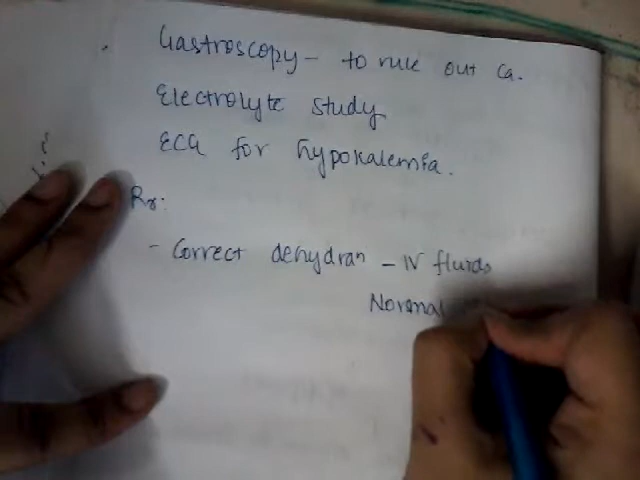 Gastroscopy - to rule out Ca.
Electrolyte study
ECG for hypokalemia.
Rx:
- Correct dehydran - IV fluids
Normal